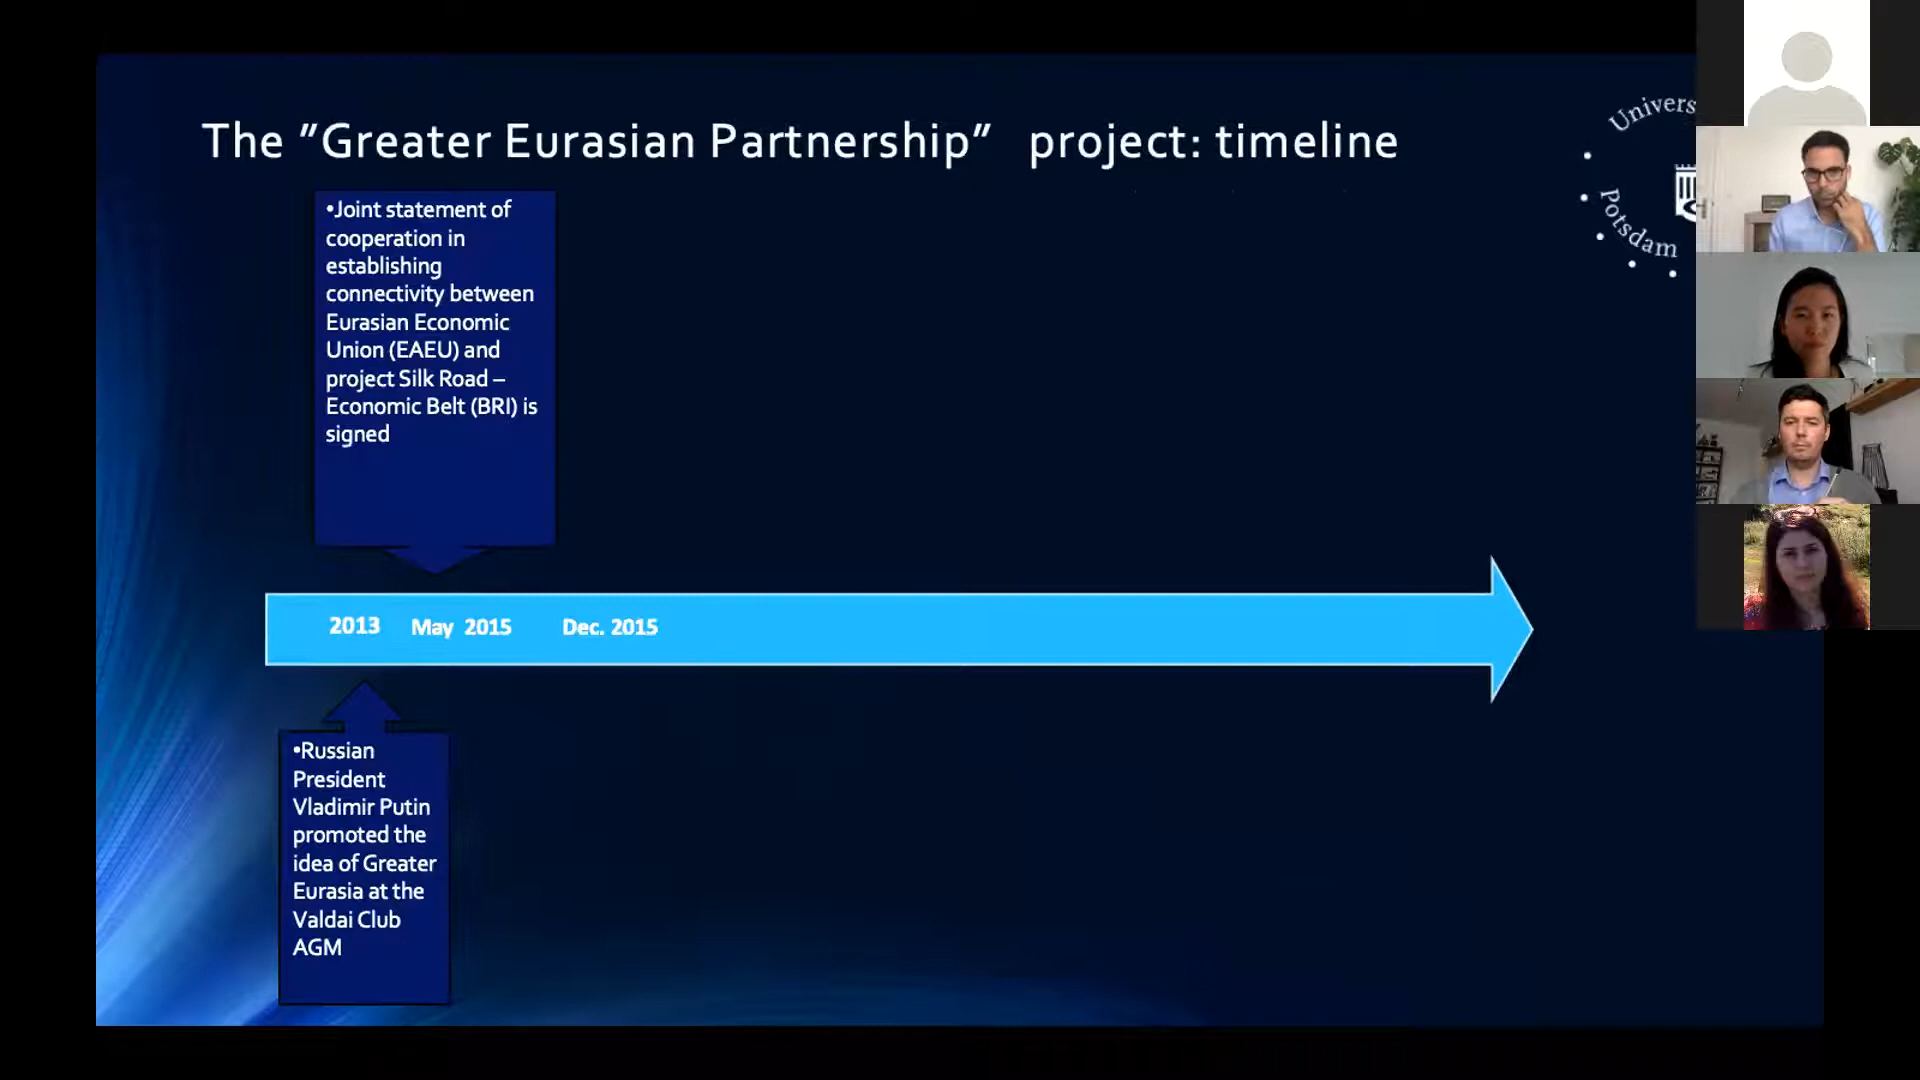 The ”Greater Eurasian Partnership” project: timeline
•Joint statement of
cooperation in
establishing
connectivity between
Eurasian Economic
Union (EAEU) and
project Silk Road –
Economic Belt (BRI) is
signed
2013 May 2015 Dec. 2015
•Russian
President
Vladimir Putin
promoted the
idea of Greater
Eurasia at the
Valdai Club
AGM
Univers
Potsdam